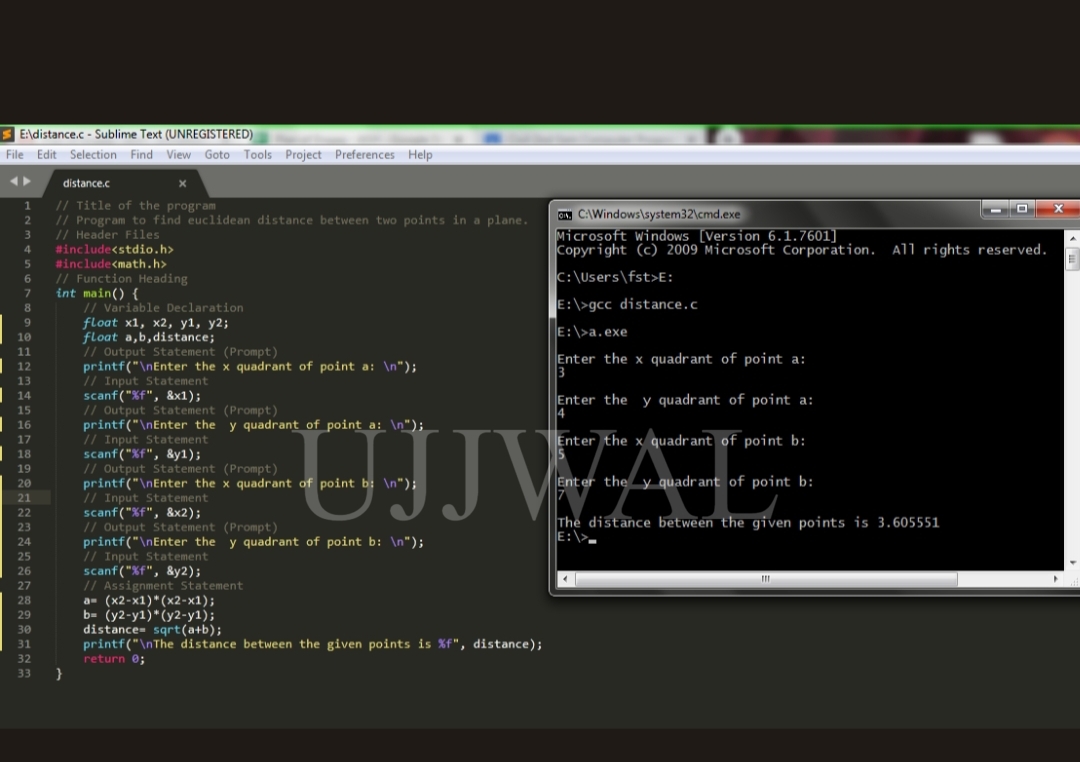 E:\distance.c - Sublime Text (UNREGISTERED)
File Edit Selection Find View Goto Tools Project Preferences Help
distance.c
1 // Title of the program
2 // Program to find euclidean distance between two points in a plane.
3 // Header Files
4 #include<stdio.h>
5 #include<math.h>
6 // Function Heading
7 int main() {
8 // Variable Declaration
9 float x1, x2, y1, y2;
10 float a,b,distance;
11 // Output Statement (Prompt)
12 printf("\nEnter the x quadrant of point a: \n");
13 // Input Statement
14 scanf("%f", &x1);
15 // Output Statement (Prompt)
16 printf("\nEnter the  y quadrant of point a: \n");
17 // Input Statement
18 scanf("%f", &y1);
19 // Output Statement (Prompt)
20 printf("\nEnter the x quadrant of point b: \n");
21 // Input Statement
22 scanf("%f", &x2);
23 // Output Statement (Prompt)
24 printf("\nEnter the  y quadrant of point b: \n");
25 // Input Statement
26 scanf("%f", &y2);
27 // Assignment Statement
28 a= (x2-x1)*(x2-x1);
29 b= (y2-y1)*(y2-y1);
30 distance= sqrt(a+b);
31 printf("\nThe distance between the given points is %f", distance);
32 return 0;
33 }
C:\Windows\system32\cmd.exe
Microsoft Windows [Version 6.1.7601]
Copyright (c) 2009 Microsoft Corporation.  All rights reserved.
C:\Users\fst>E:
E:\>gcc distance.c
E:\>a.exe
Enter the x quadrant of point a:
3
Enter the  y quadrant of point a:
4
Enter the x quadrant of point b:
5
Enter the  y quadrant of point b:
7
The distance between the given points is 3.605551
E:\>_
UJJWAL